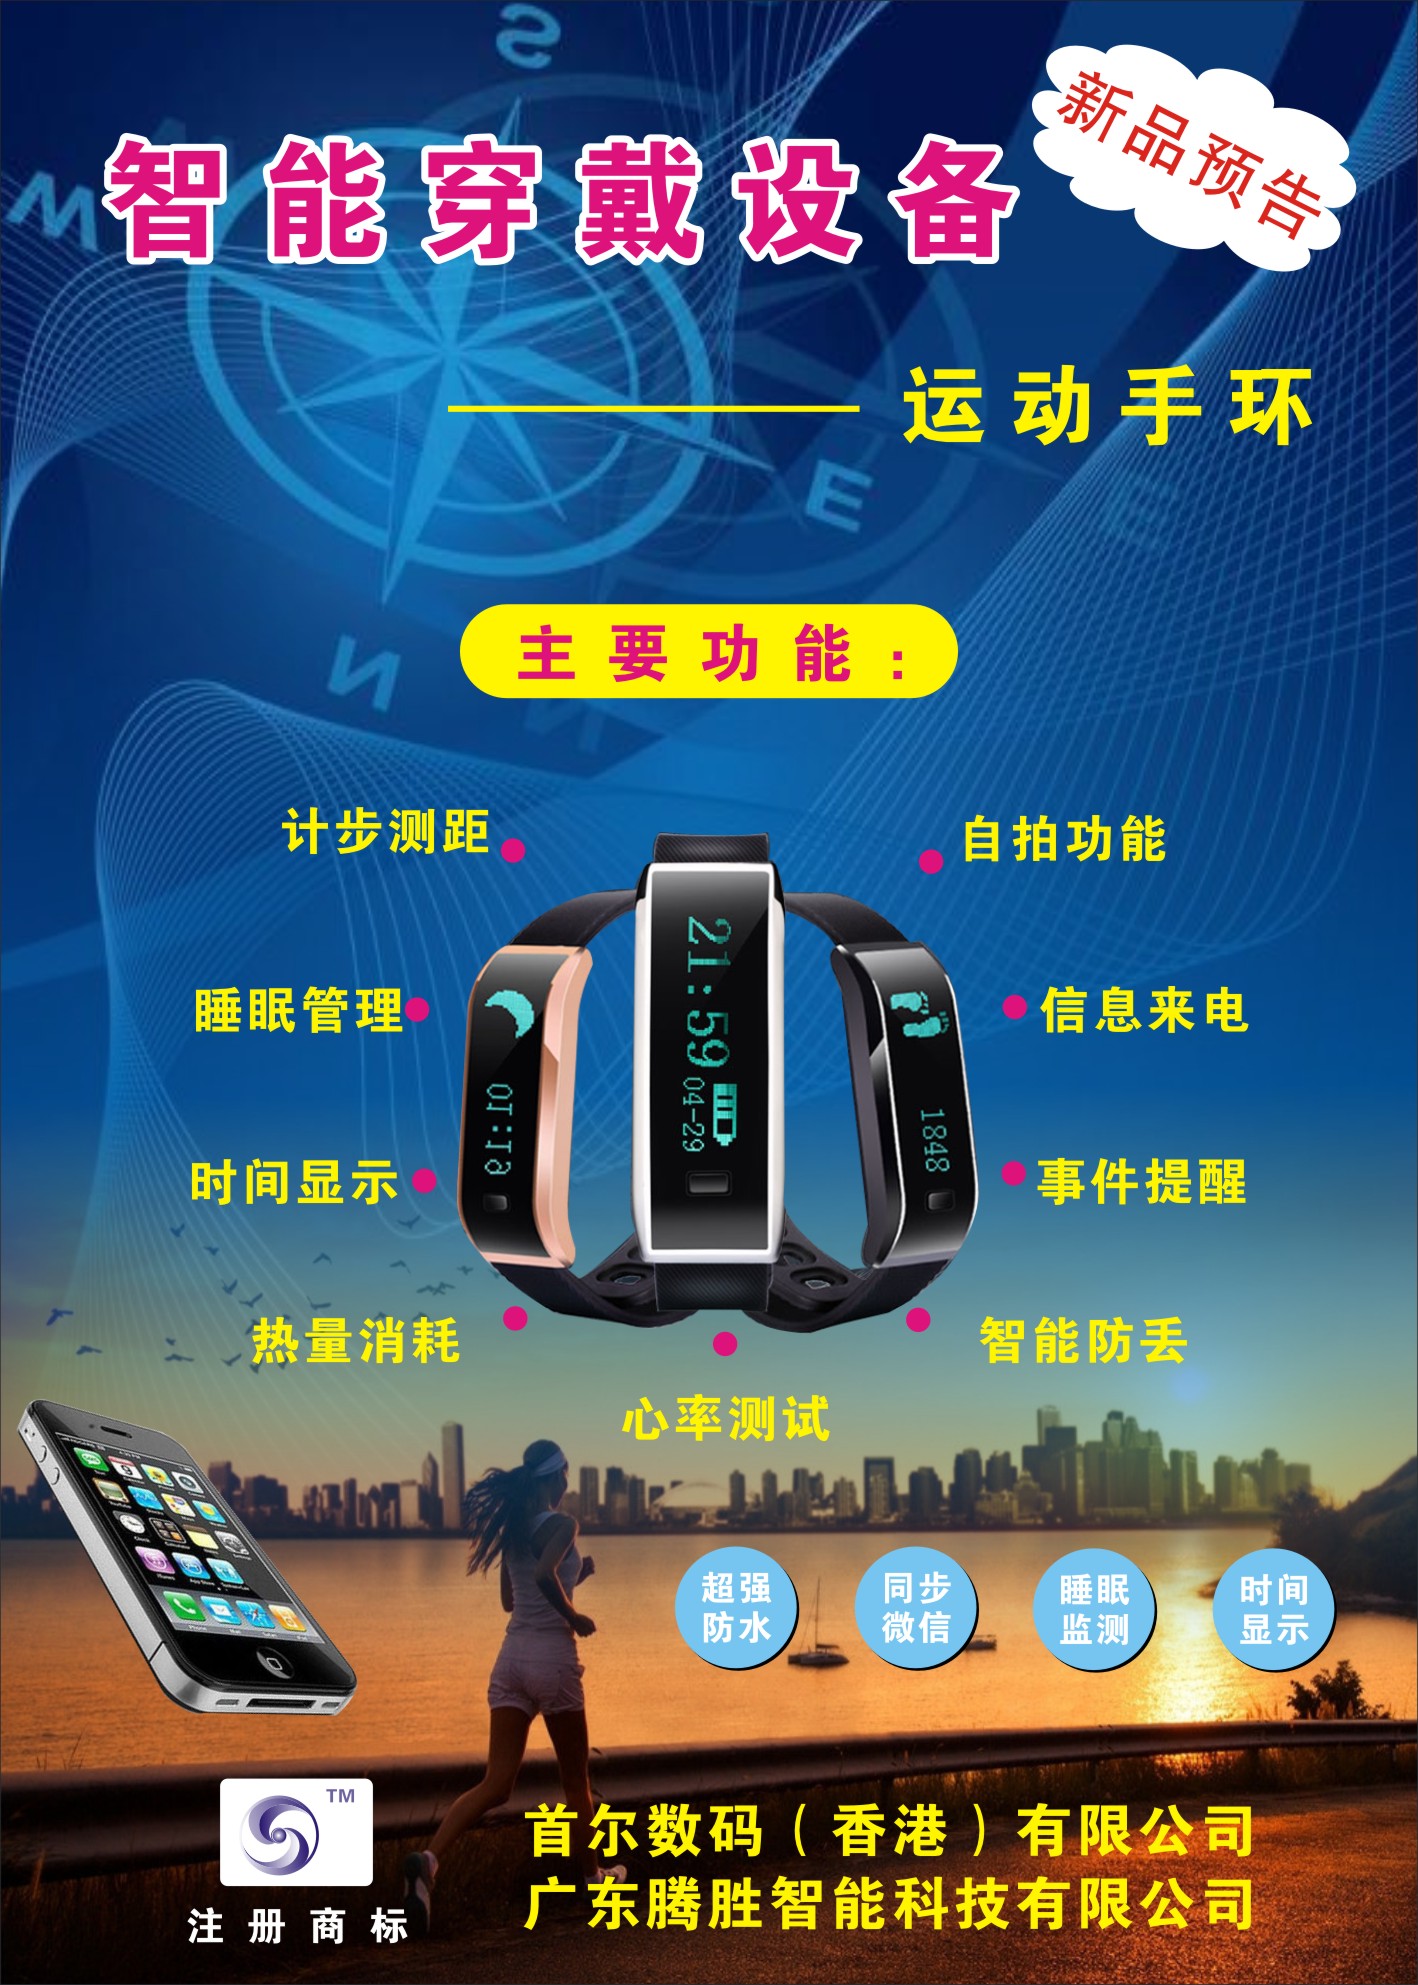 新品预告
智能穿戴设备
运动手环
主要功能：
计步测距
自拍功能
睡眠管理
信息来电
时间显示
事件提醒
热量消耗
智能防丢
心率测试
21:59
04-29
01:19
1848
超强
防水
同步
微信
睡眠
监测
时间
显示
TM
注册商标
首尔数码（香港）有限公司
广东腾胜智能科技有限公司
S
W
E
N